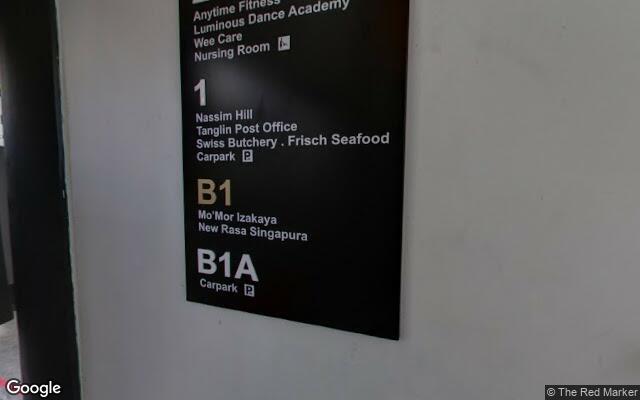 Anytime Fitness
Luminous Dance Academy
Wee Care
Nursing Room
1
Nassim Hill
Tanglin Post Office
Swiss Butchery . Frisch Seafood
Carpark P
B1
Mo'Mor Izakaya
New Rasa Singapura
B1A
Carpark P
Google
© The Red Marker